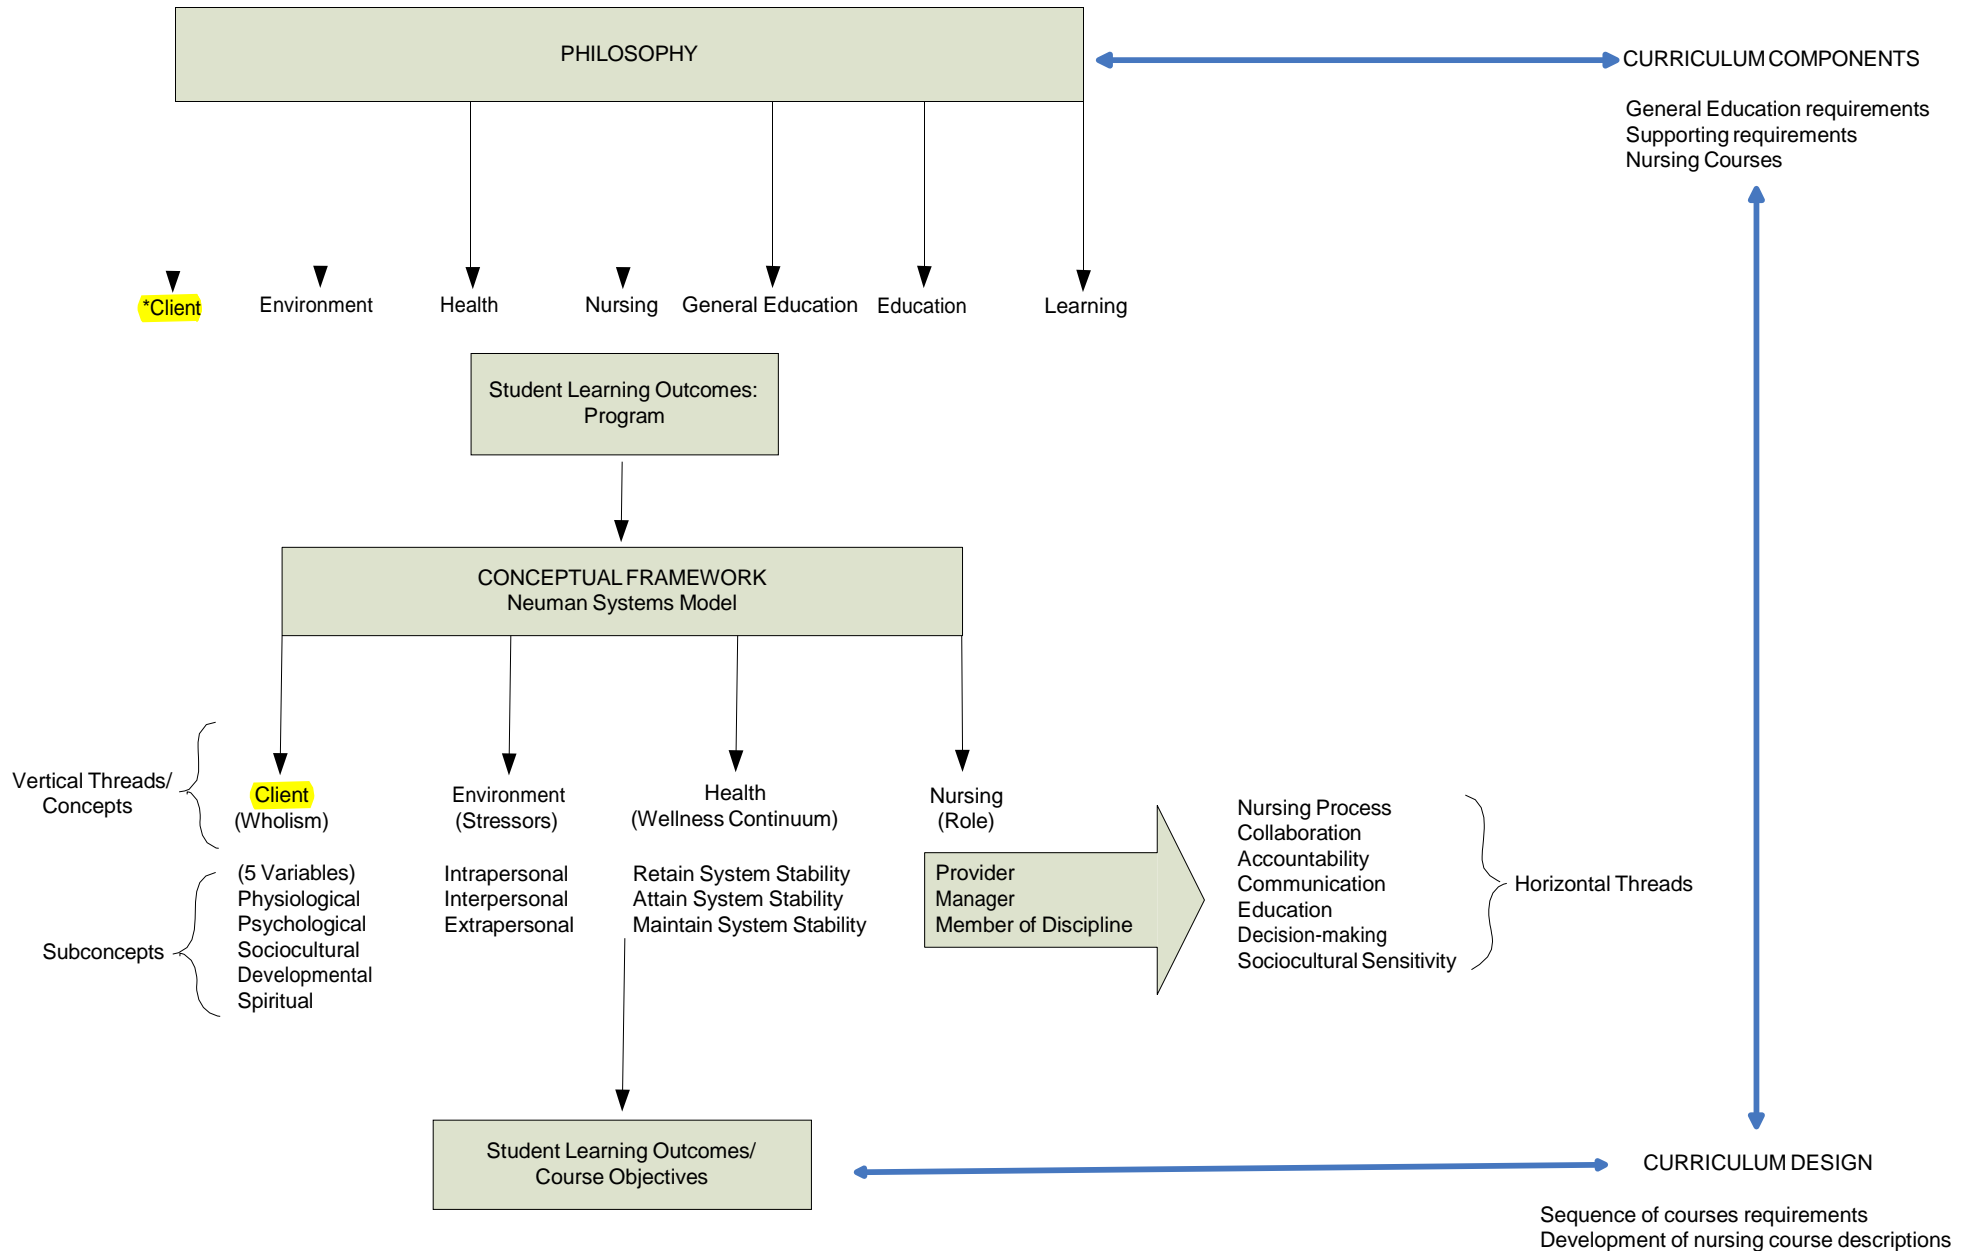 PHILOSOPHY
CURRICULUM COMPONENTS
General Education requirements
Supporting requirements
Nursing Courses
*Client
Environment
Health
Nursing
General Education
Education
Learning
Student Learning Outcomes:
Program
CONCEPTUAL FRAMEWORK
Neuman Systems Model
Vertical Threads/
Concepts
Client
(Wholism)
Environment
(Stressors)
Health
(Wellness Continuum)
Nursing
(Role)
Subconcepts
(5 Variables)
Physiological
Psychological
Sociocultural
Developmental
Spiritual
Intrapersonal
Interpersonal
Extrapersonal
Retain System Stability
Attain System Stability
Maintain System Stability
Provider
Manager
Member of Discipline
Nursing Process
Collaboration
Accountability
Communication
Education
Decision-making
Sociocultural Sensitivity
Horizontal Threads
Student Learning Outcomes/
Course Objectives
CURRICULUM DESIGN
Sequence of courses requirements
Development of nursing course descriptions